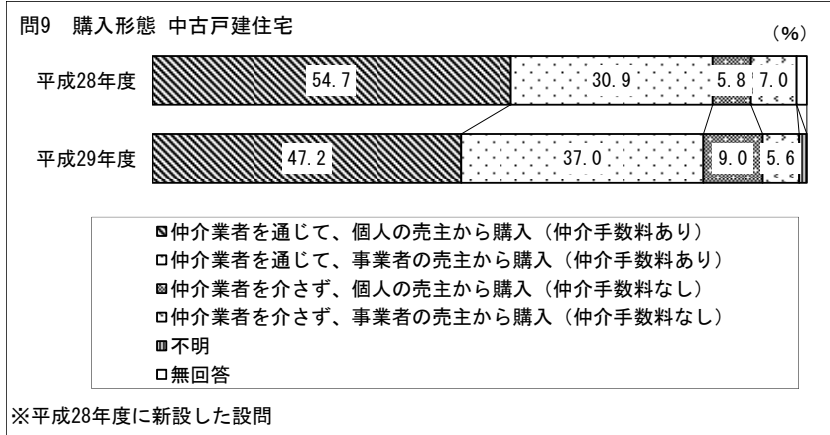 問9　購入形態 中古戸建住宅
（%）
平成28年度
54.7
30.9
5.8
7.0
平成29年度
47.2
37.0
9.0
5.6
仲介業者を通じて、個人の売主から購入（仲介手数料あり）
仲介業者を通じて、事業者の売主から購入（仲介手数料あり）
仲介業者を介さず、個人の売主から購入（仲介手数料なし）
仲介業者を介さず、事業者の売主から購入（仲介手数料なし）
不明
無回答
※平成28年度に新設した設問